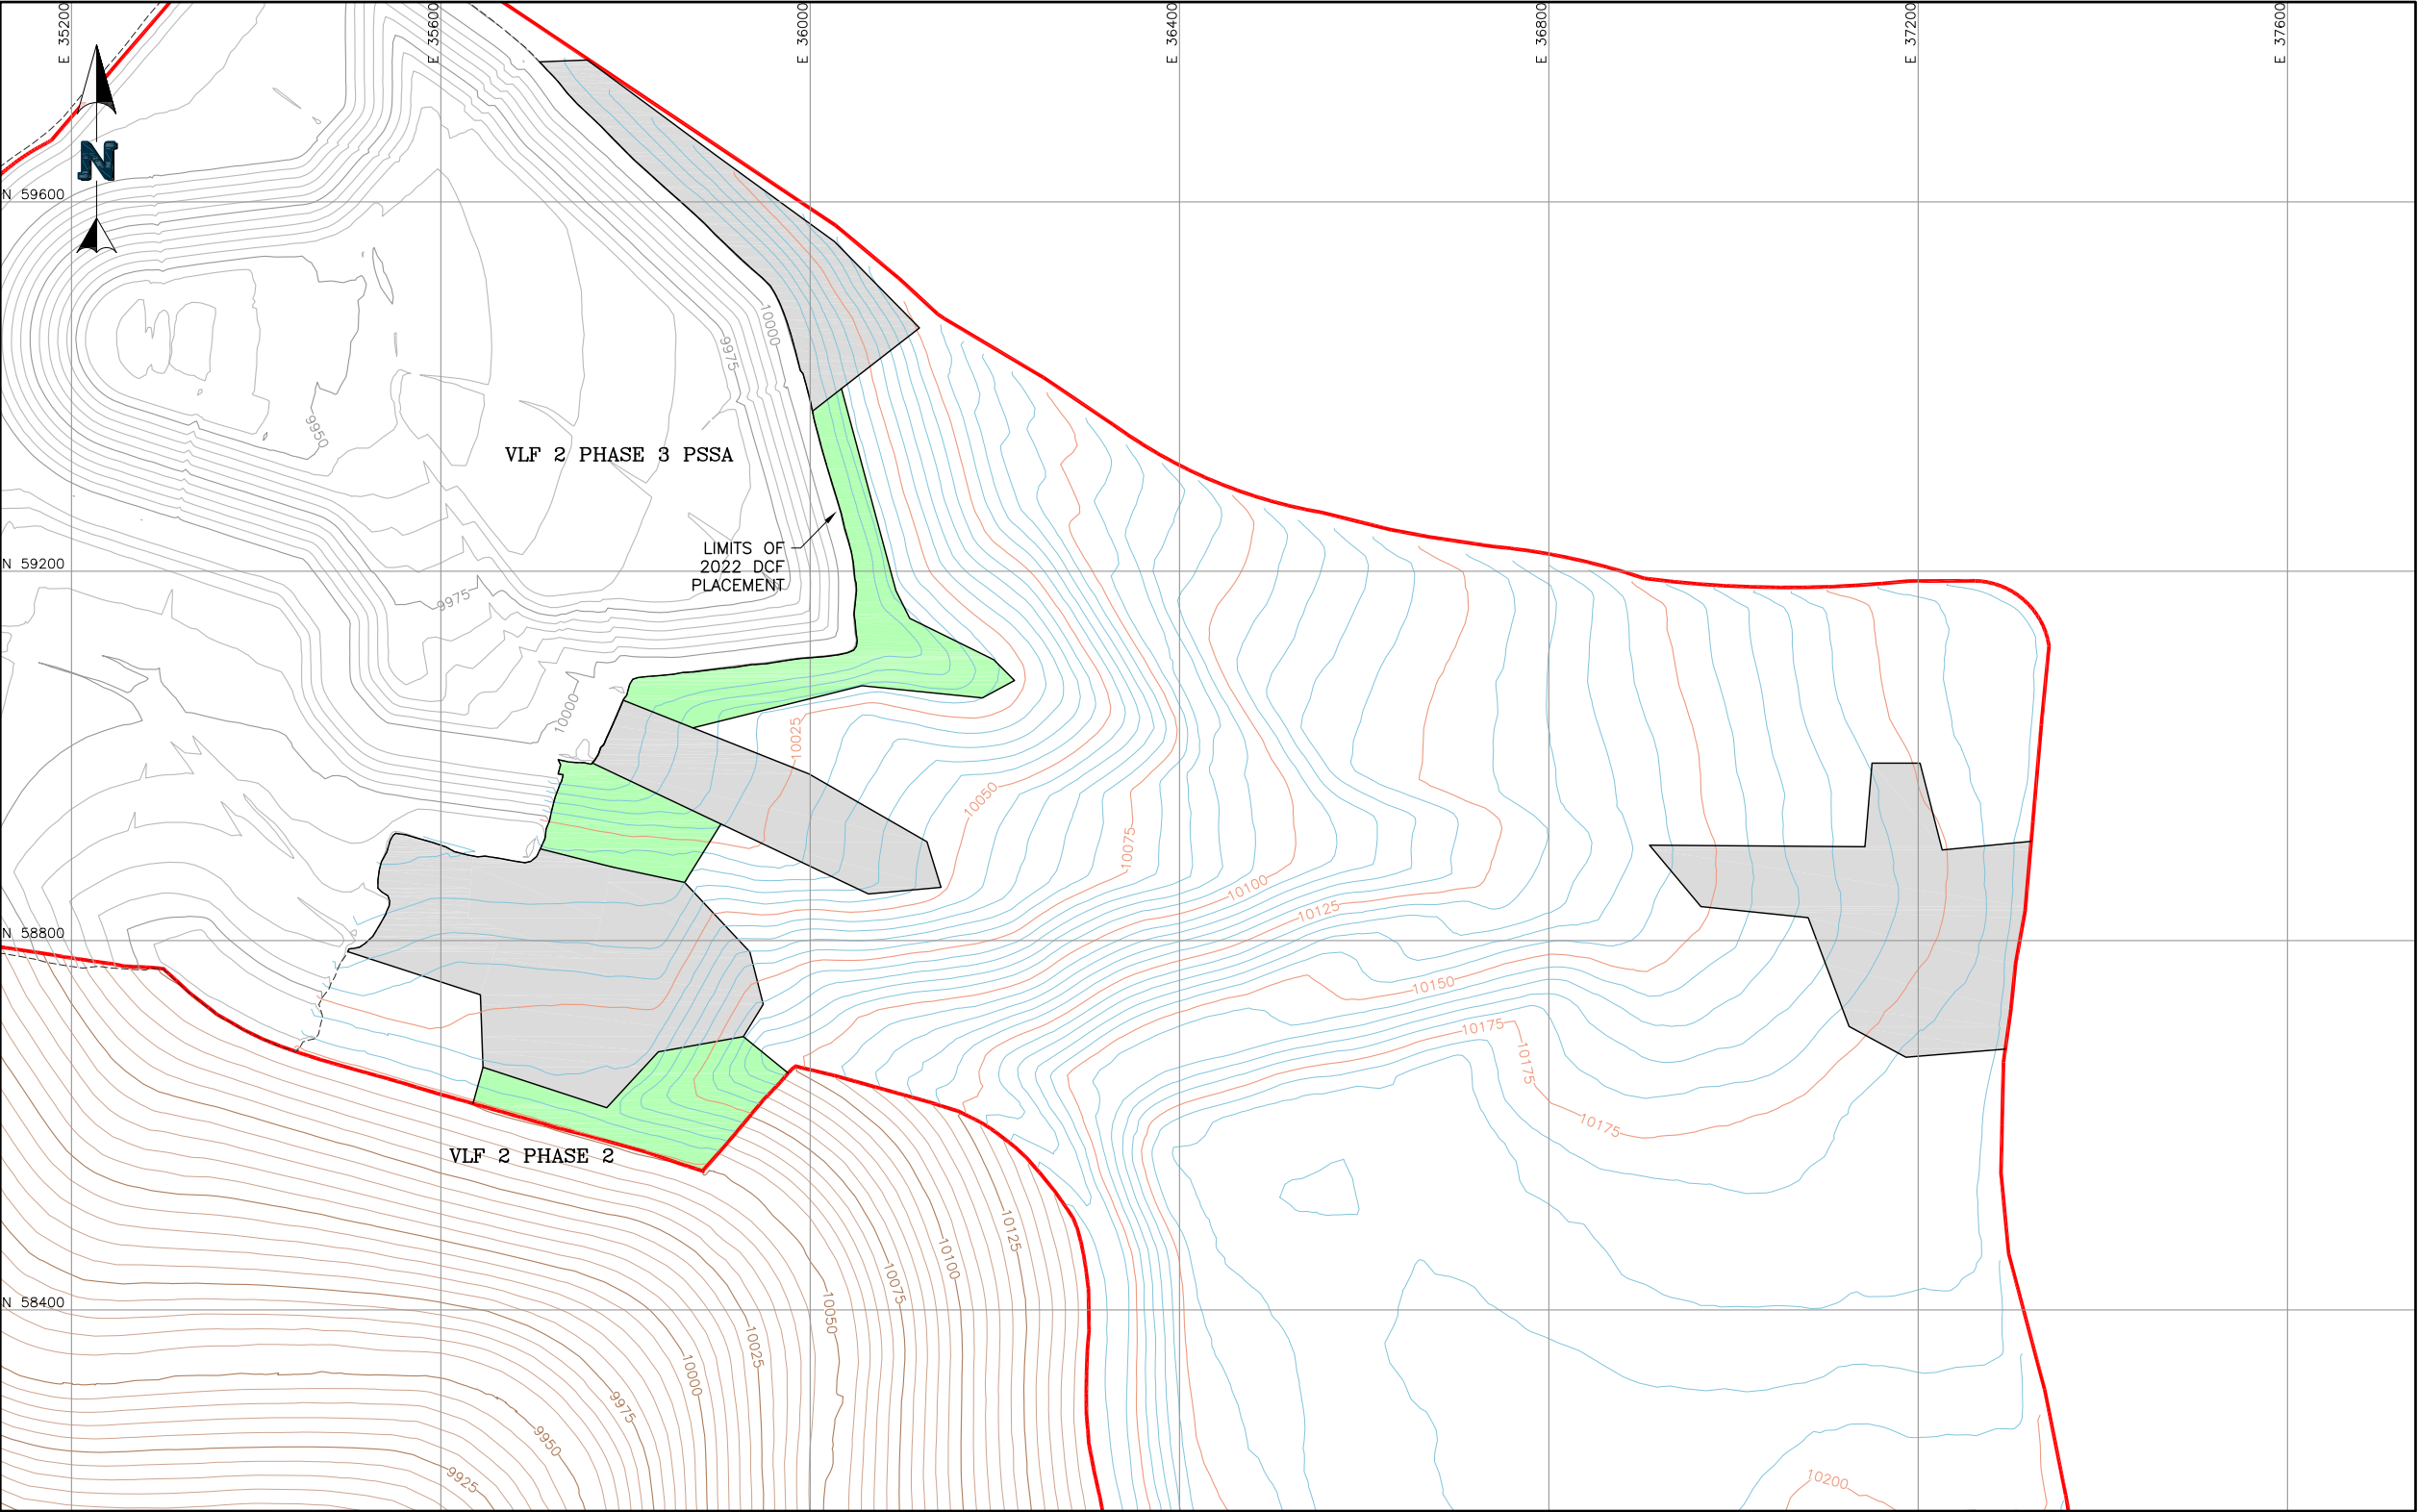 E 35200
E 35600
E 36000
E 36400
E 36800
E 37200
E 37600
N
N 59600
10000
9975
9950
VLF 2 PHASE 3 PSSA
LIMITS OF
2022 DCF
PLACEMENT
N 59200
9975
10000
10025
10050
10075
10100
10125
N 58800
10150
10175
10175
10175
VLF 2 PHASE 2
10125
10100
10075
10050
N 58400
10025
10000
9975
9950
9925
10200